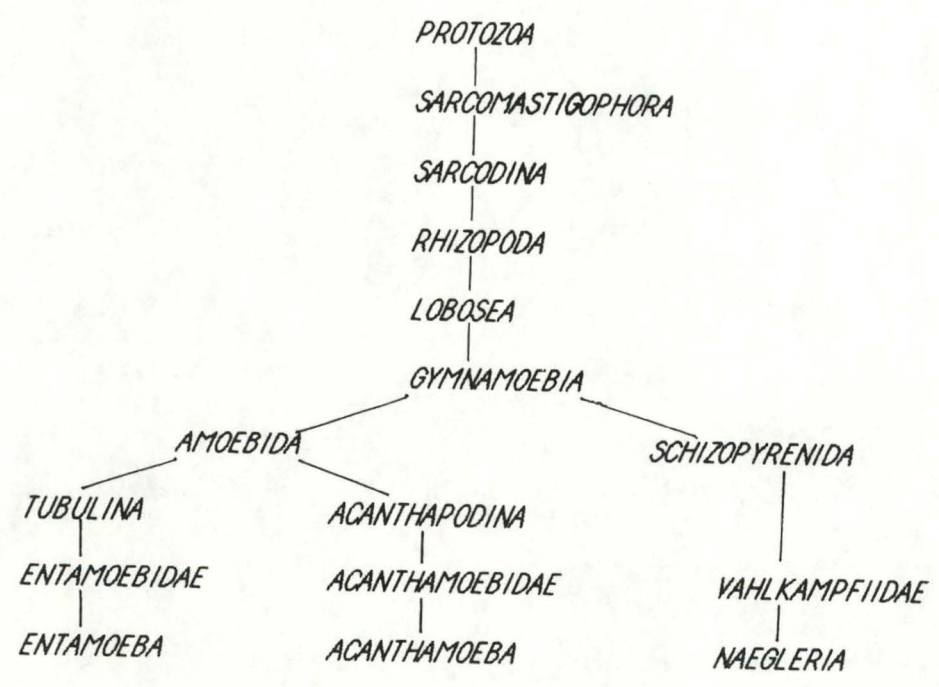 PROTOZOA
SARCOMASTIGOPHORA
SARCODINA
RHIZOPODA
LOBOSEA
GYMNAMOEBIA
AMOEBIDA
SCHIZOPYRENIDA
TUBULINA
ACANTHAPODINA
ENTAMOEBIDAE
ACANTHAMOEBIDAE
VAHLKAMPFIIDAE
ENTAMOEBA
ACANTHAMOEBA
NAEGLERIA